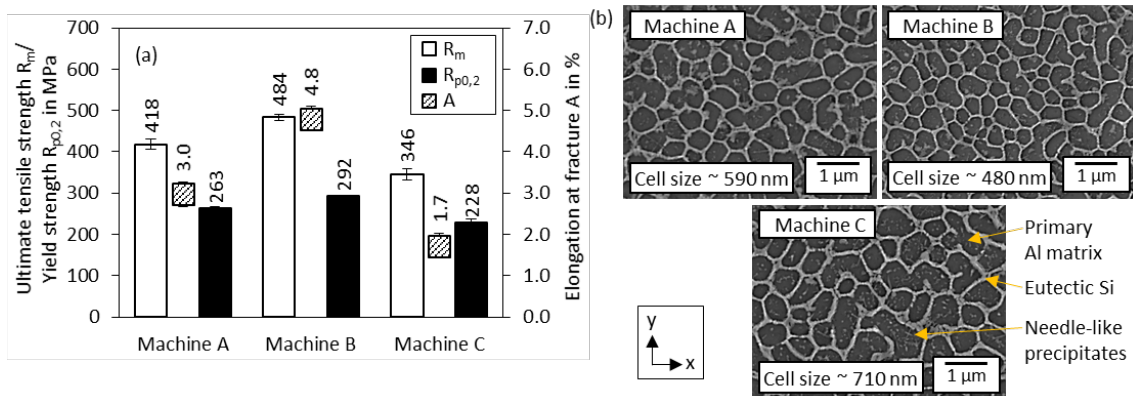 (a)
Ultimate tensile strength Rₘ/
Yield strength Rₚ₀,₂ in MPa
700
600
500
400
300
200
100
0
418
3.0
263
484
4.8
292
346
1.7
228
Rₘ
Rₚ₀,₂
A
7.0
6.0
5.0
4.0
3.0
2.0
1.0
0.0
Elongation at fracture A in %
Machine A
Machine B
Machine C
(b)
Machine A
Cell size ~ 590 nm
1 µm
Machine B
Cell size ~ 480 nm
1 µm
Machine C
Cell size ~ 710 nm
1 µm
Primary
Al matrix
Eutectic Si
Needle-like
precipitates
y
x